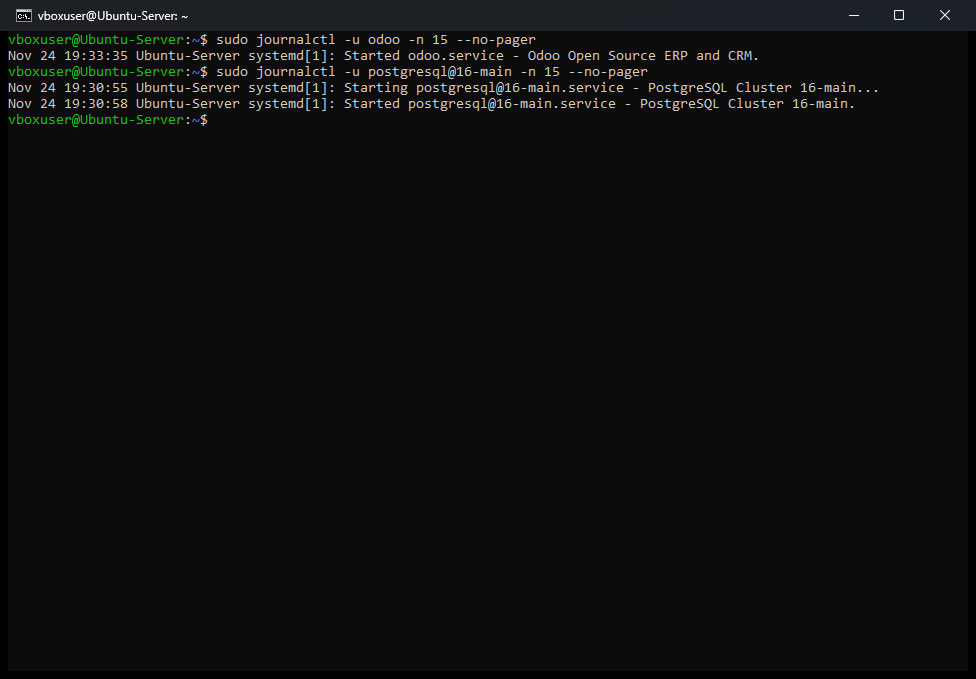 vboxuser@Ubuntu-Server: ~
vboxuser@Ubuntu-Server:~$ sudo journalctl -u odoo -n 15 --no-pager
Nov 24 19:33:35 Ubuntu-Server systemd[1]: Started odoo.service - Odoo Open Source ERP and CRM.
vboxuser@Ubuntu-Server:~$ sudo journalctl -u postgresql@16-main -n 15 --no-pager
Nov 24 19:30:55 Ubuntu-Server systemd[1]: Starting postgresql@16-main.service - PostgreSQL Cluster 16-main...
Nov 24 19:30:58 Ubuntu-Server systemd[1]: Started postgresql@16-main.service - PostgreSQL Cluster 16-main.
vboxuser@Ubuntu-Server:~$